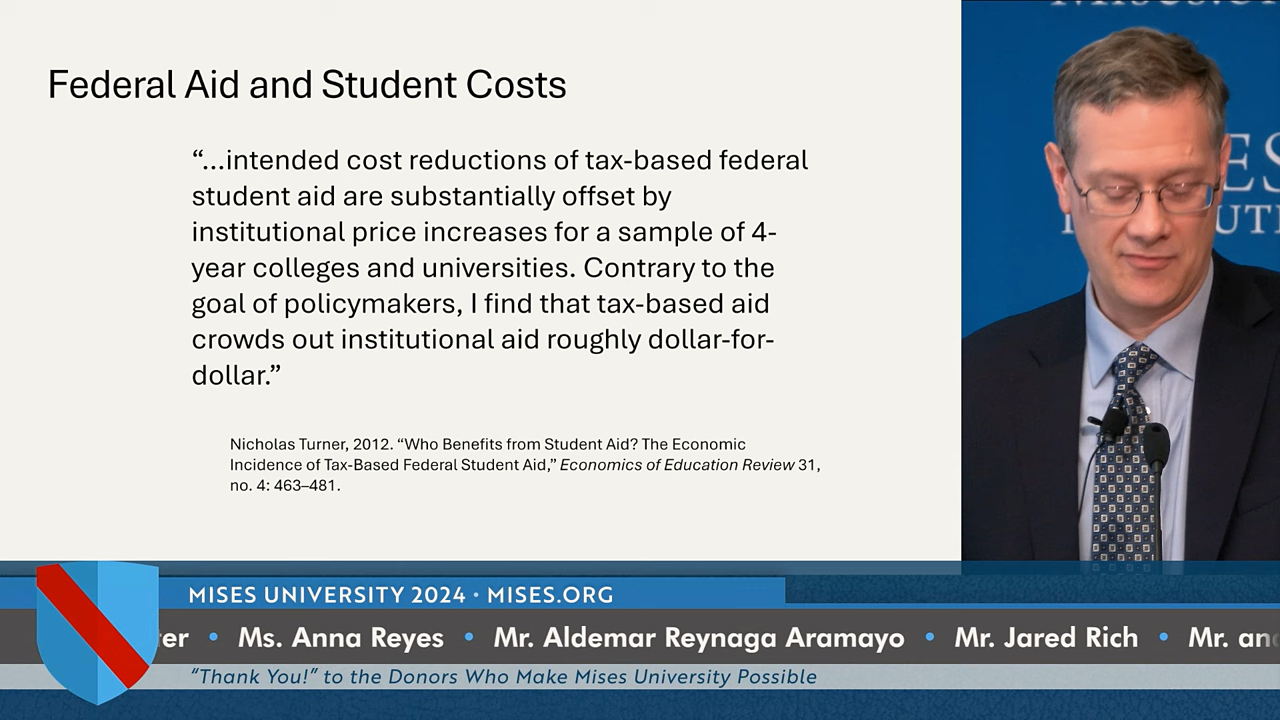 Federal Aid and Student Costs
“...intended cost reductions of tax-based federal
student aid are substantially offset by
institutional price increases for a sample of 4-
year colleges and universities. Contrary to the
goal of policymakers, I find that tax-based aid
crowds out institutional aid roughly dollar-for-
dollar.”
Nicholas Turner, 2012. “Who Benefits from Student Aid? The Economic
Incidence of Tax-Based Federal Student Aid,” Economics of Education Review 31,
no. 4: 463–481.
MISES UNIVERSITY 2024 • MISES.ORG
• Ms. Anna Reyes • Mr. Aldemar Reynaga Aramayo • Mr. Jared Rich • Mr.
“Thank You!” to the Donors Who Make Mises University Possible